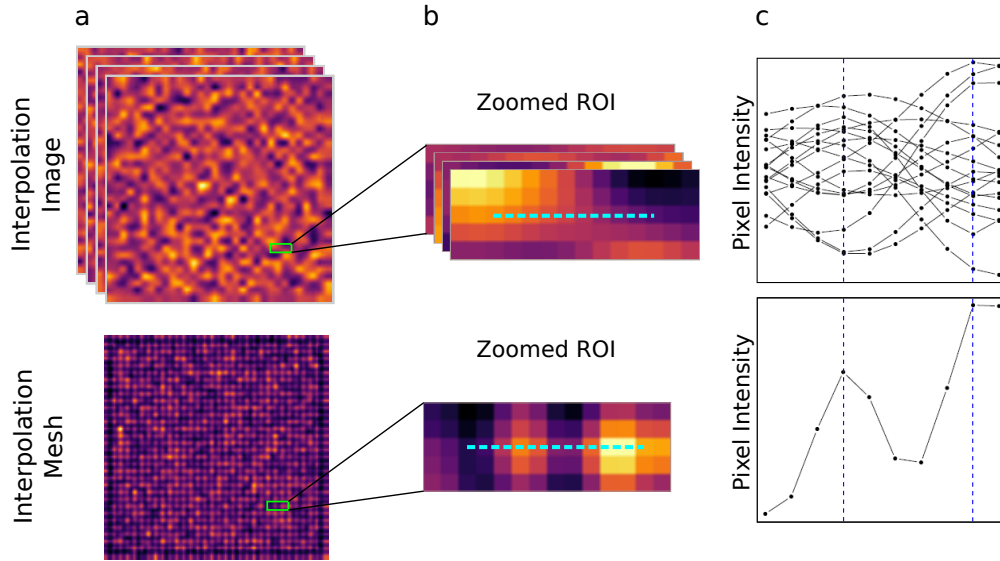 a
b
c
Interpolation
Image
Zoomed ROI
Pixel Intensity
Interpolation
Mesh
Zoomed ROI
Pixel Intensity